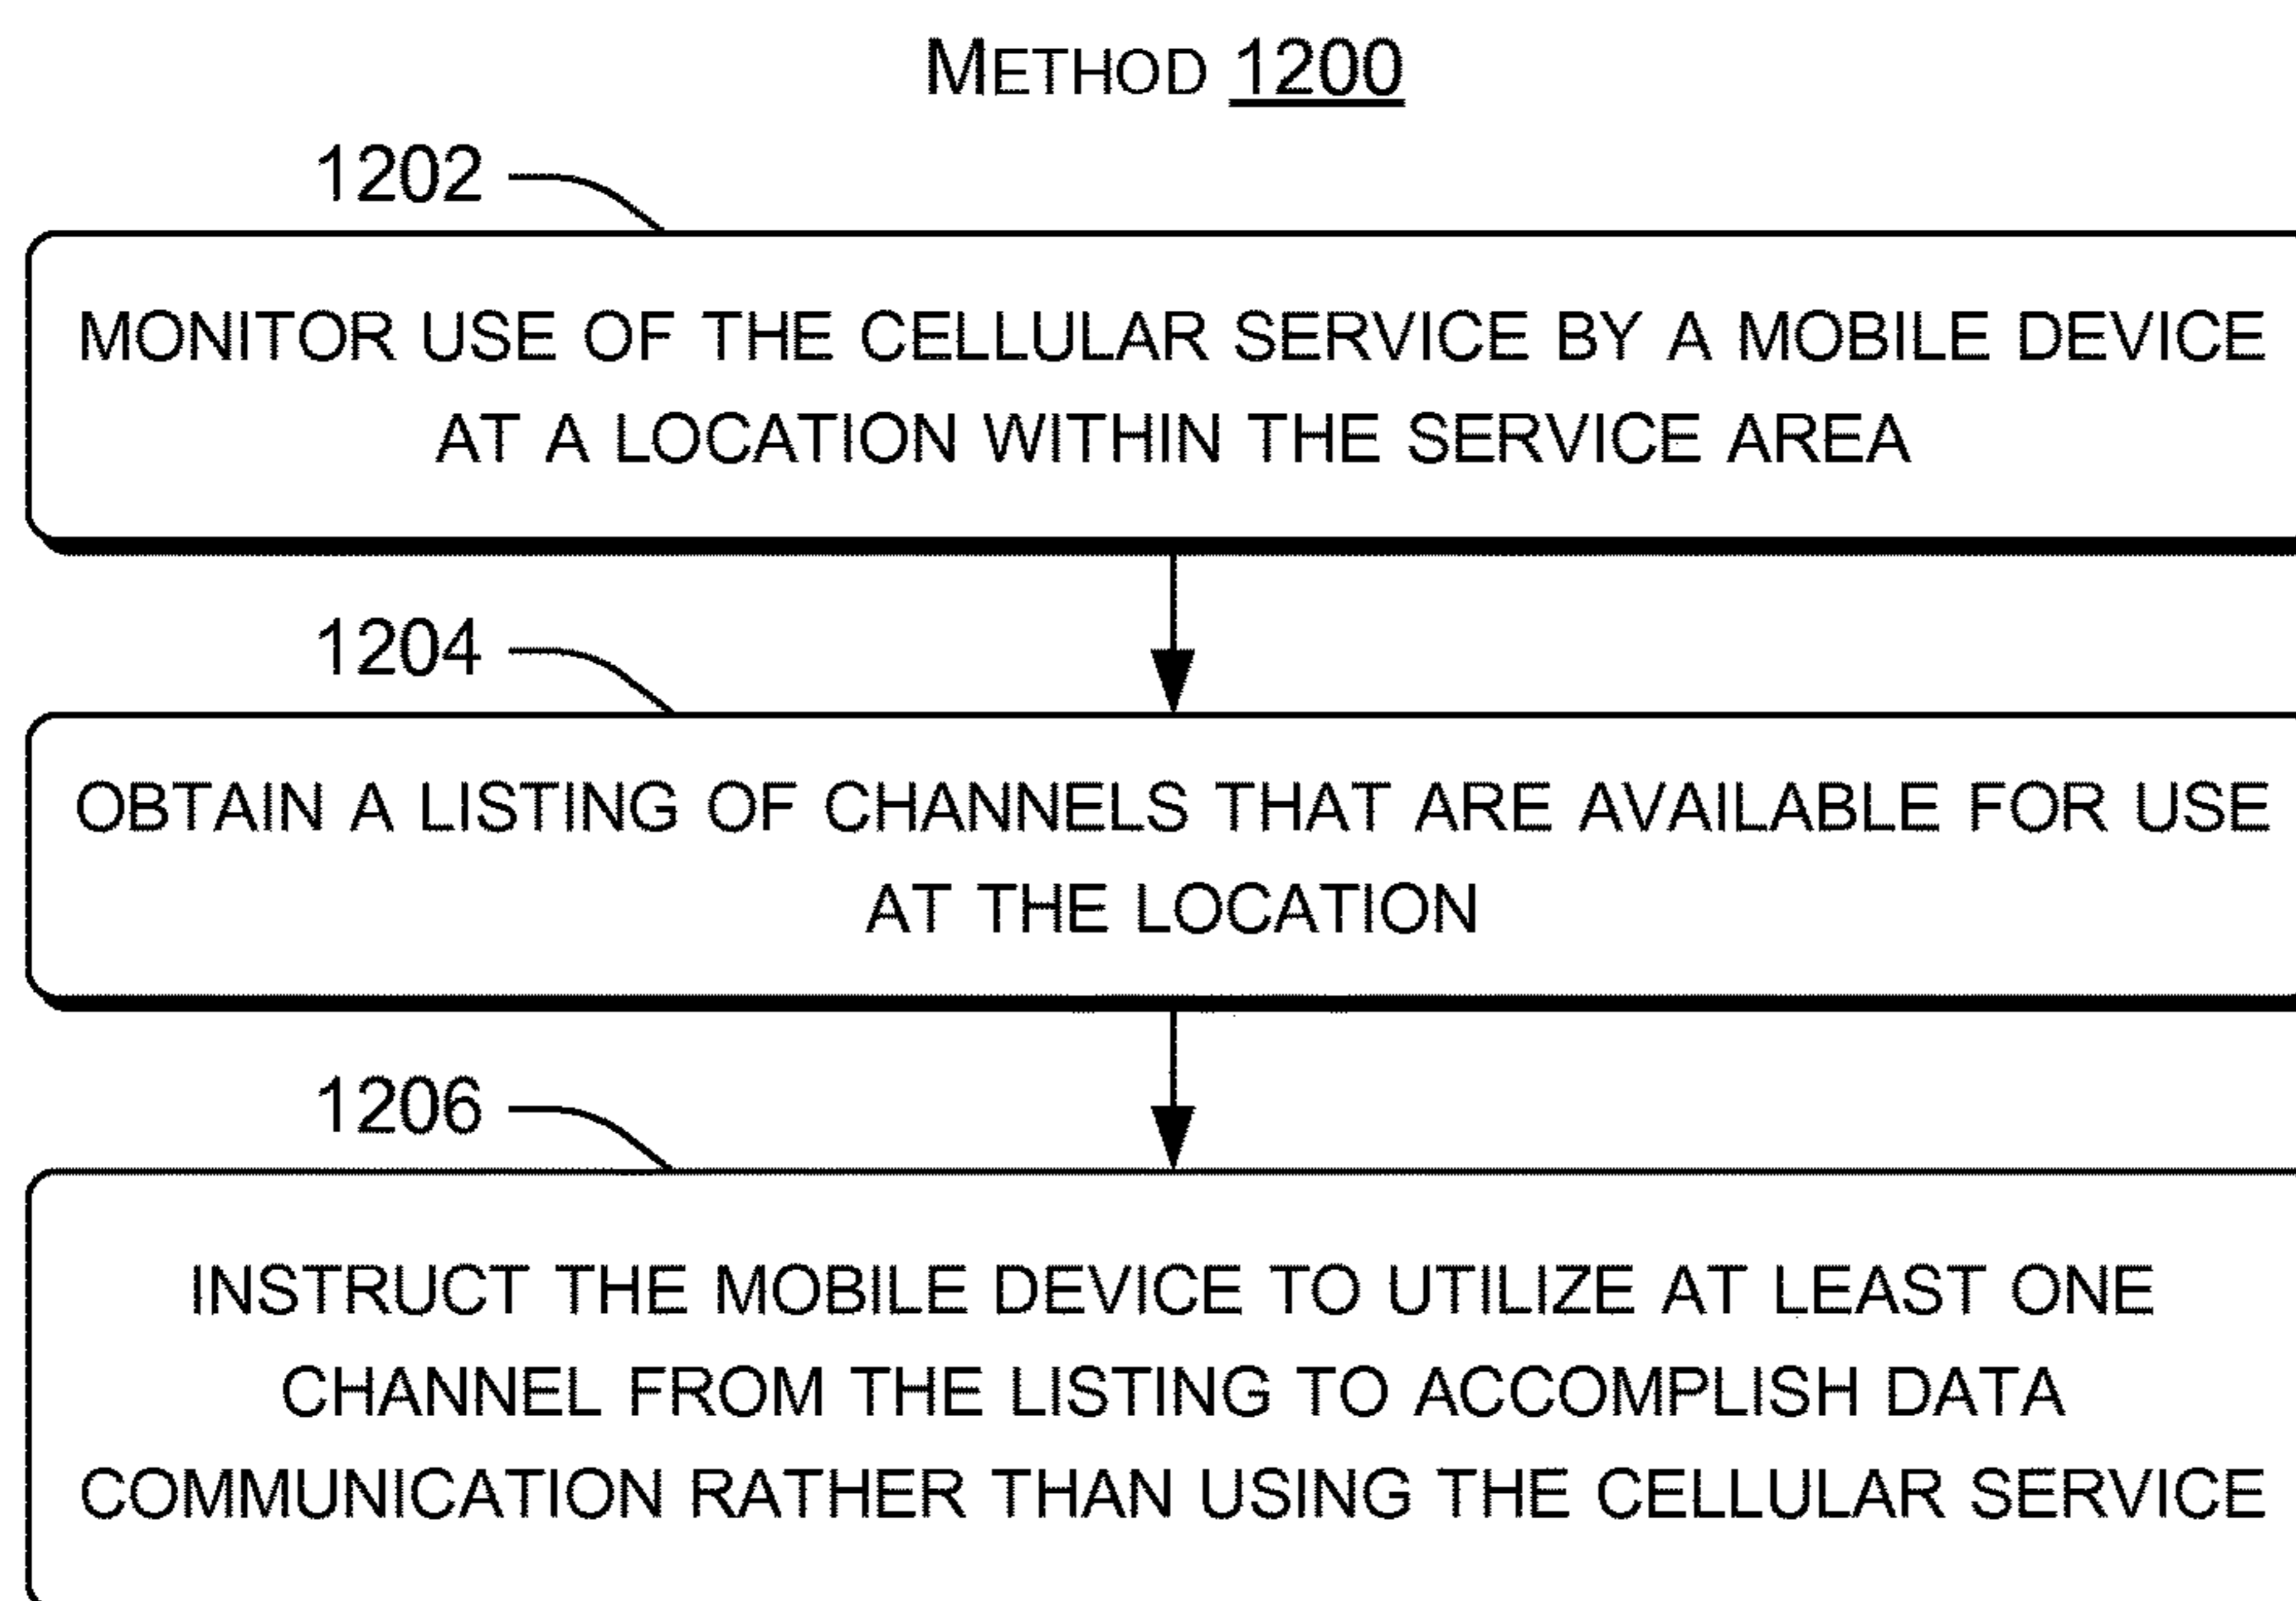 METHOD 1200
1202
MONITOR USE OF THE CELLULAR SERVICE BY A MOBILE DEVICE
AT A LOCATION WITHIN THE SERVICE AREA
1204
OBTAIN A LISTING OF CHANNELS THAT ARE AVAILABLE FOR USE
AT THE LOCATION
1206
INSTRUCT THE MOBILE DEVICE TO UTILIZE AT LEAST ONE
CHANNEL FROM THE LISTING TO ACCOMPLISH DATA
COMMUNICATION RATHER THAN USING THE CELLULAR SERVICE